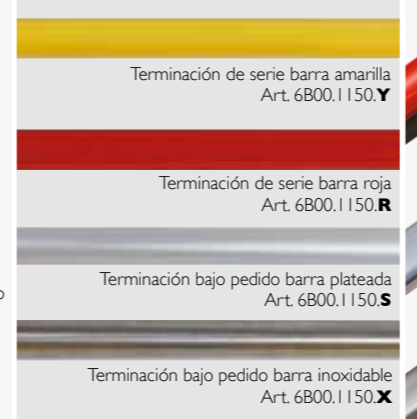 Terminación de serie barra amarilla
Art. 6B00.1150.Y
Terminación de serie barra roja
Art. 6B00.1150.R
Terminación bajo pedido barra plateada
Art. 6B00.1150.S
Terminación bajo pedido barra inoxidable
Art. 6B00.1150.X